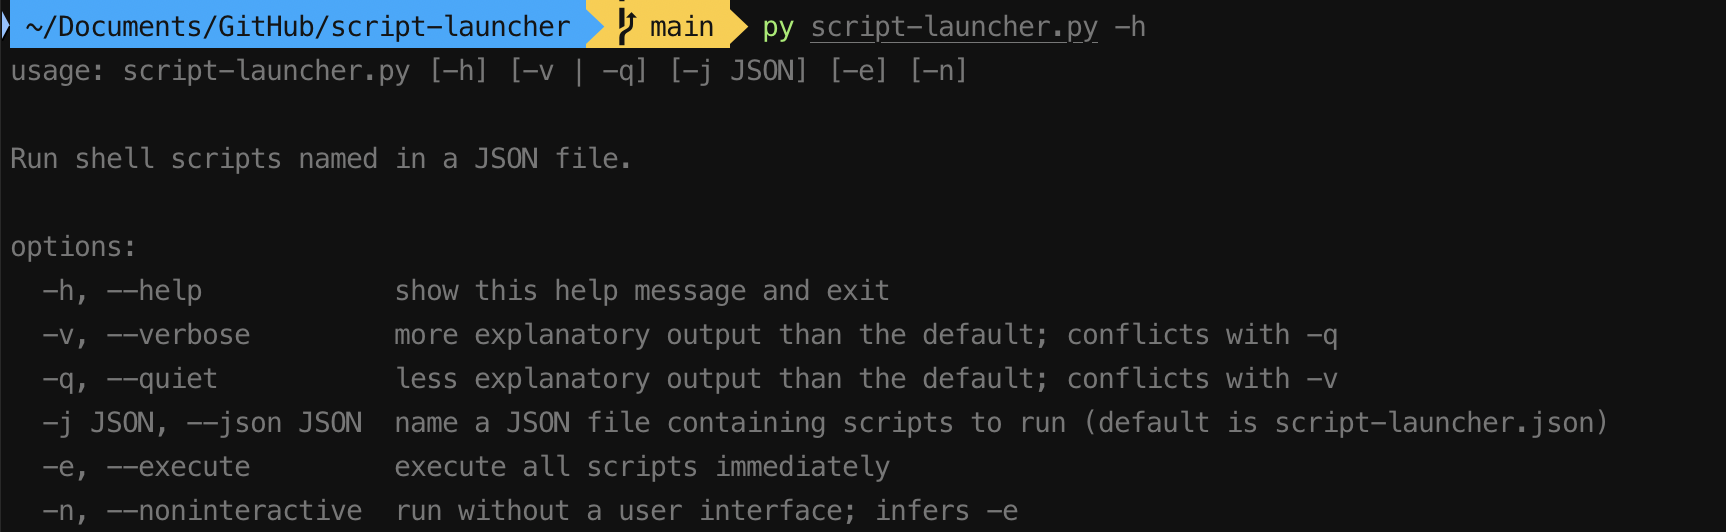 ~/Documents/GitHub/script-launcher main py script-launcher.py -h
usage: script-launcher.py [-h] [-v | -q] [-j JSON] [-e] [-n]
Run shell scripts named in a JSON file.
options:
-h, --help show this help message and exit
-v, --verbose more explanatory output than the default; conflicts with -q
-q, --quiet less explanatory output than the default; conflicts with -v
-j JSON, --json JSON name a JSON file containing scripts to run (default is script-launcher.json)
-e, --execute execute all scripts immediately
-n, --noninteractive run without a user interface; infers -e